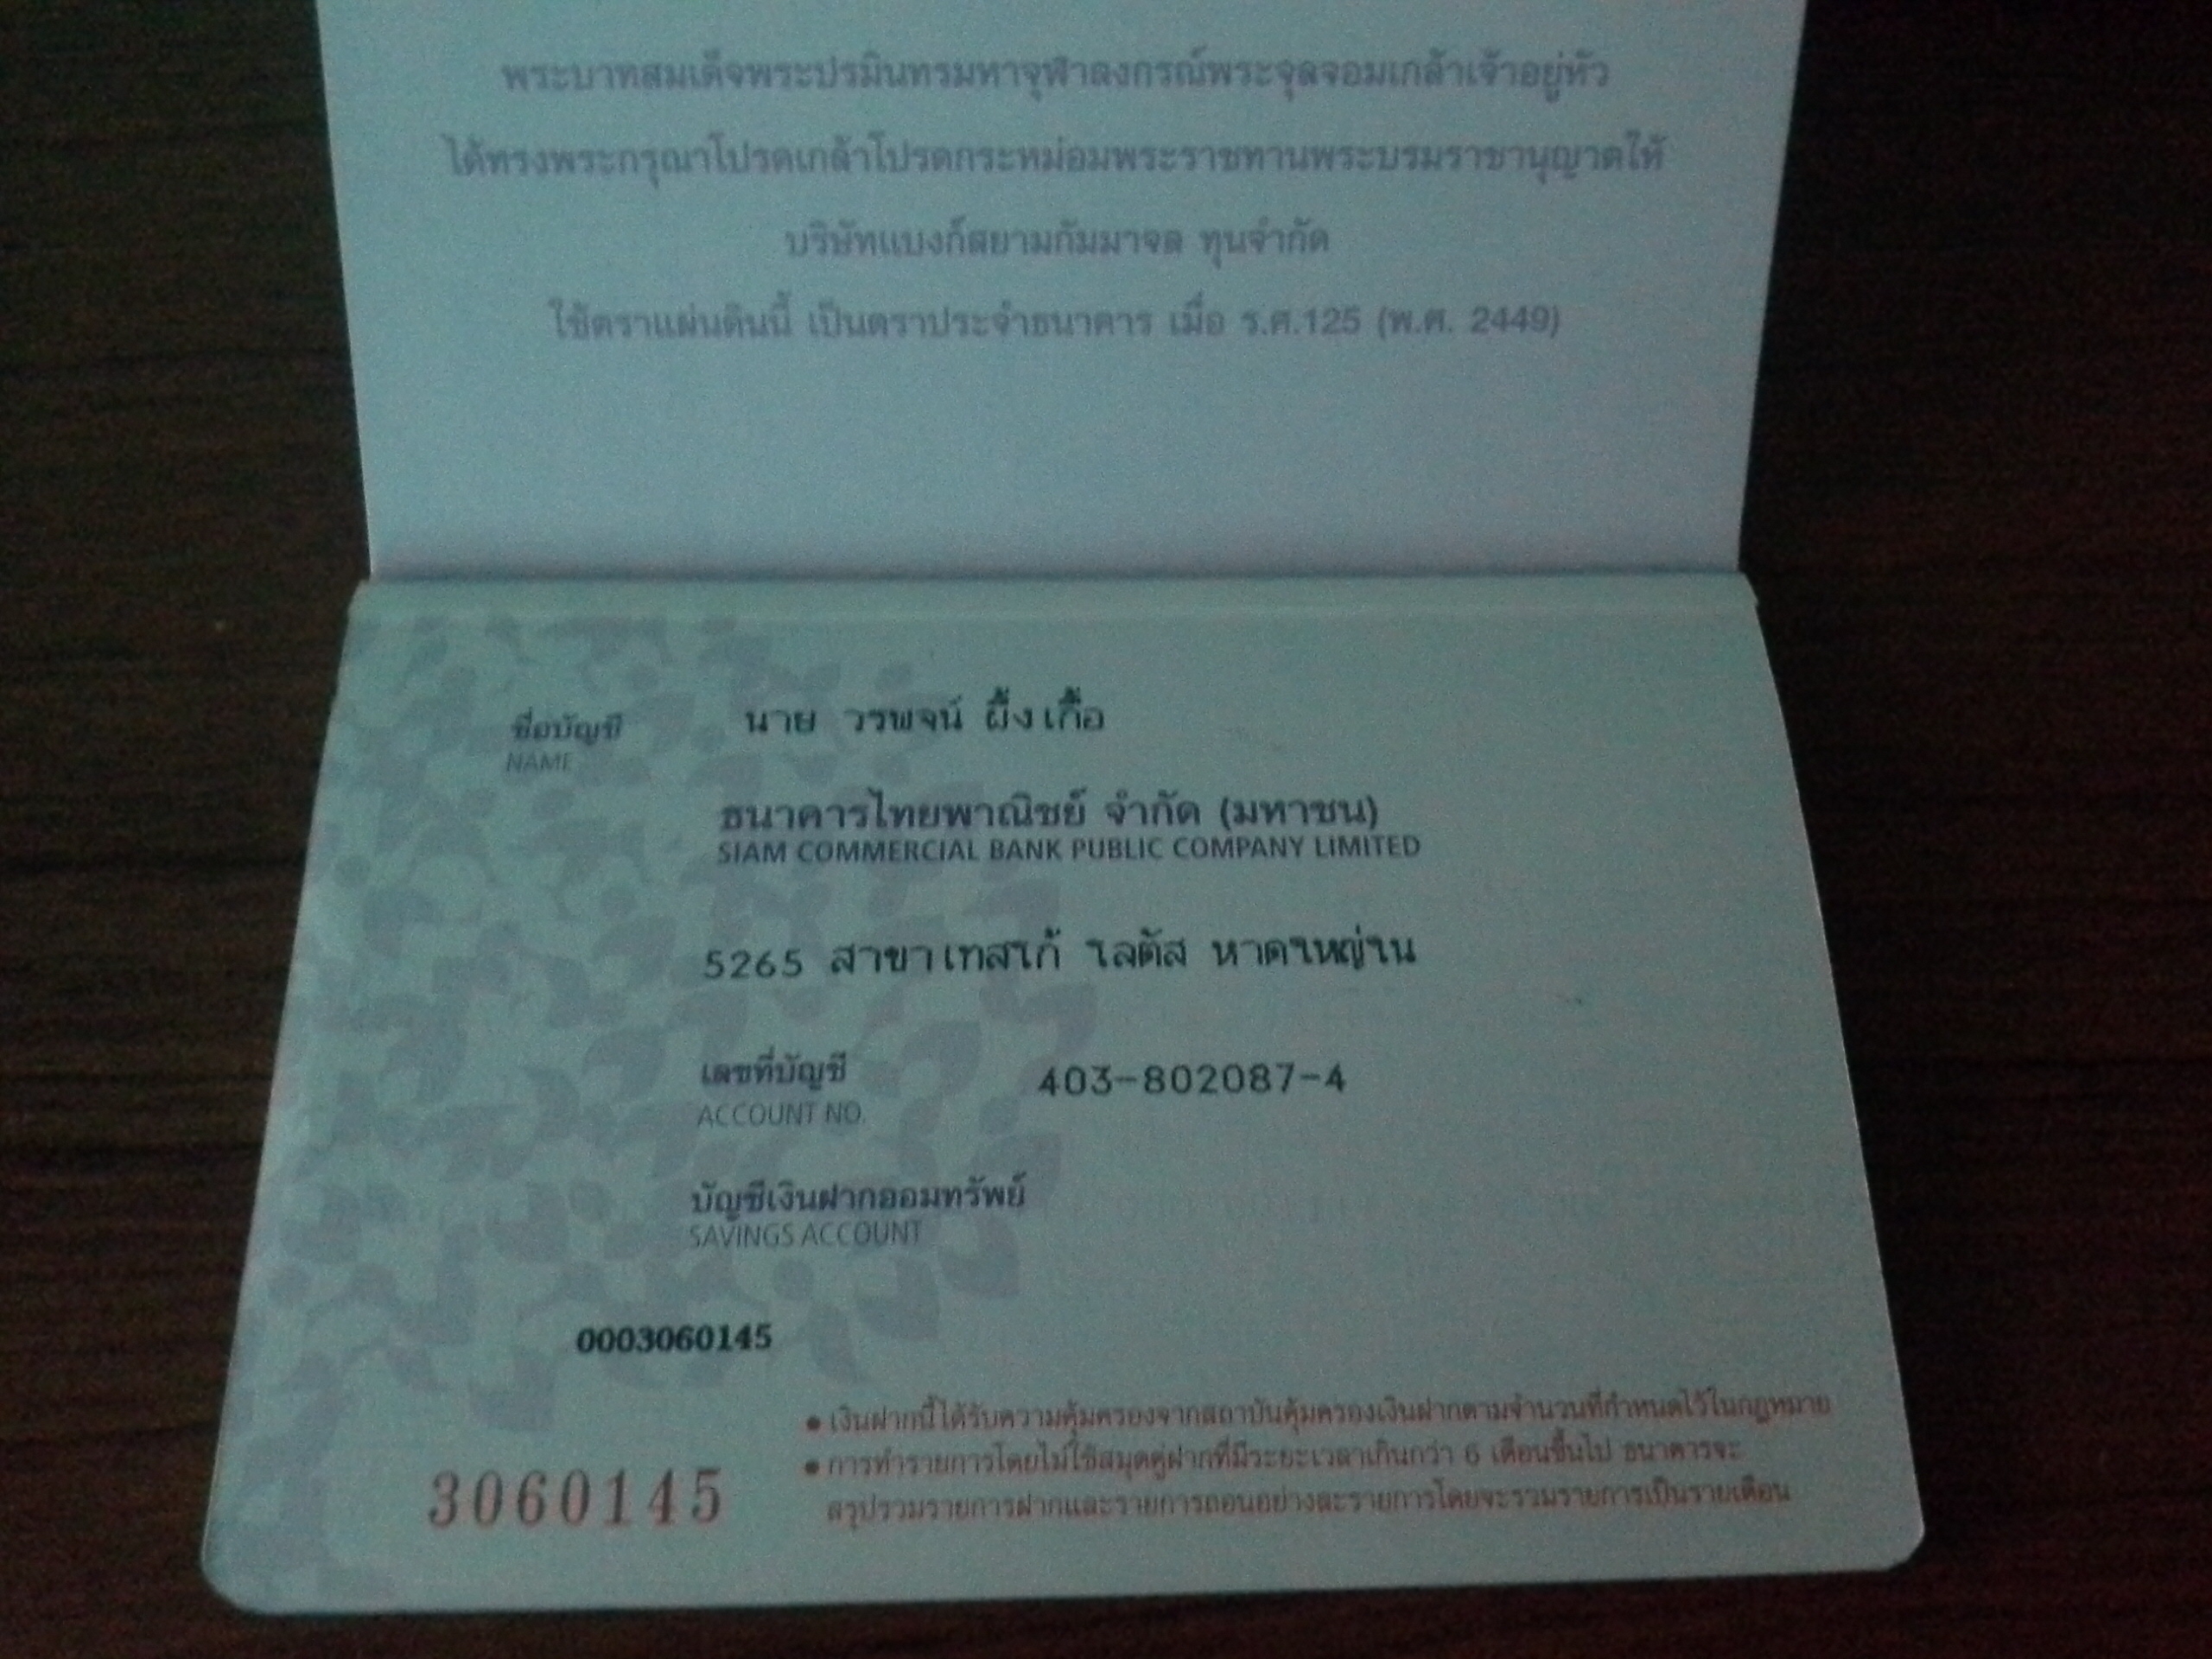 พระบาทสมเด็จพระปรมินทรมหาจุฬาลงกรณ์พระจุลจอมเกล้าเจ้าอยู่หัว
ได้ทรงพระกรุณาโปรดเกล้าโปรดกระหม่อมพระราชทานพระบรมราชานุญาตให้
บริษัทแบงก์สยามกัมมาจล ทุนจำกัด
ใช้ตราแผ่นดินนี้ เป็นตราประจำธนาคาร เมื่อ ร.ศ.125 (พ.ศ. 2449)
ชื่อบัญชี นาย วรพจน์ ผึ้งเกื้อ
NAME
ธนาคารไทยพาณิชย์ จำกัด (มหาชน)
SIAM COMMERCIAL BANK PUBLIC COMPANY LIMITED
5265 สาขาเทสโก้ โลตัส หาดใหญ่ใน
เลขที่บัญชี 403-802087-4
ACCOUNT NO.
บัญชีเงินฝากออมทรัพย์
SAVINGS ACCOUNT
0003060145
● เงินฝากนี้ได้รับความคุ้มครองจากสถาบันคุ้มครองเงินฝากตามจำนวนที่กำหนดไว้ในกฎหมาย
● การทำรายการโดยไม่ใช้สมุดคู่ฝากที่มีระยะเวลาเกินกว่า 6 เดือนขึ้นไป ธนาคารจะ
สรุปรวมรายการฝากและรายการถอนอย่างละรายการโดยจะรวมรายการเป็นรายเดือน
3060145